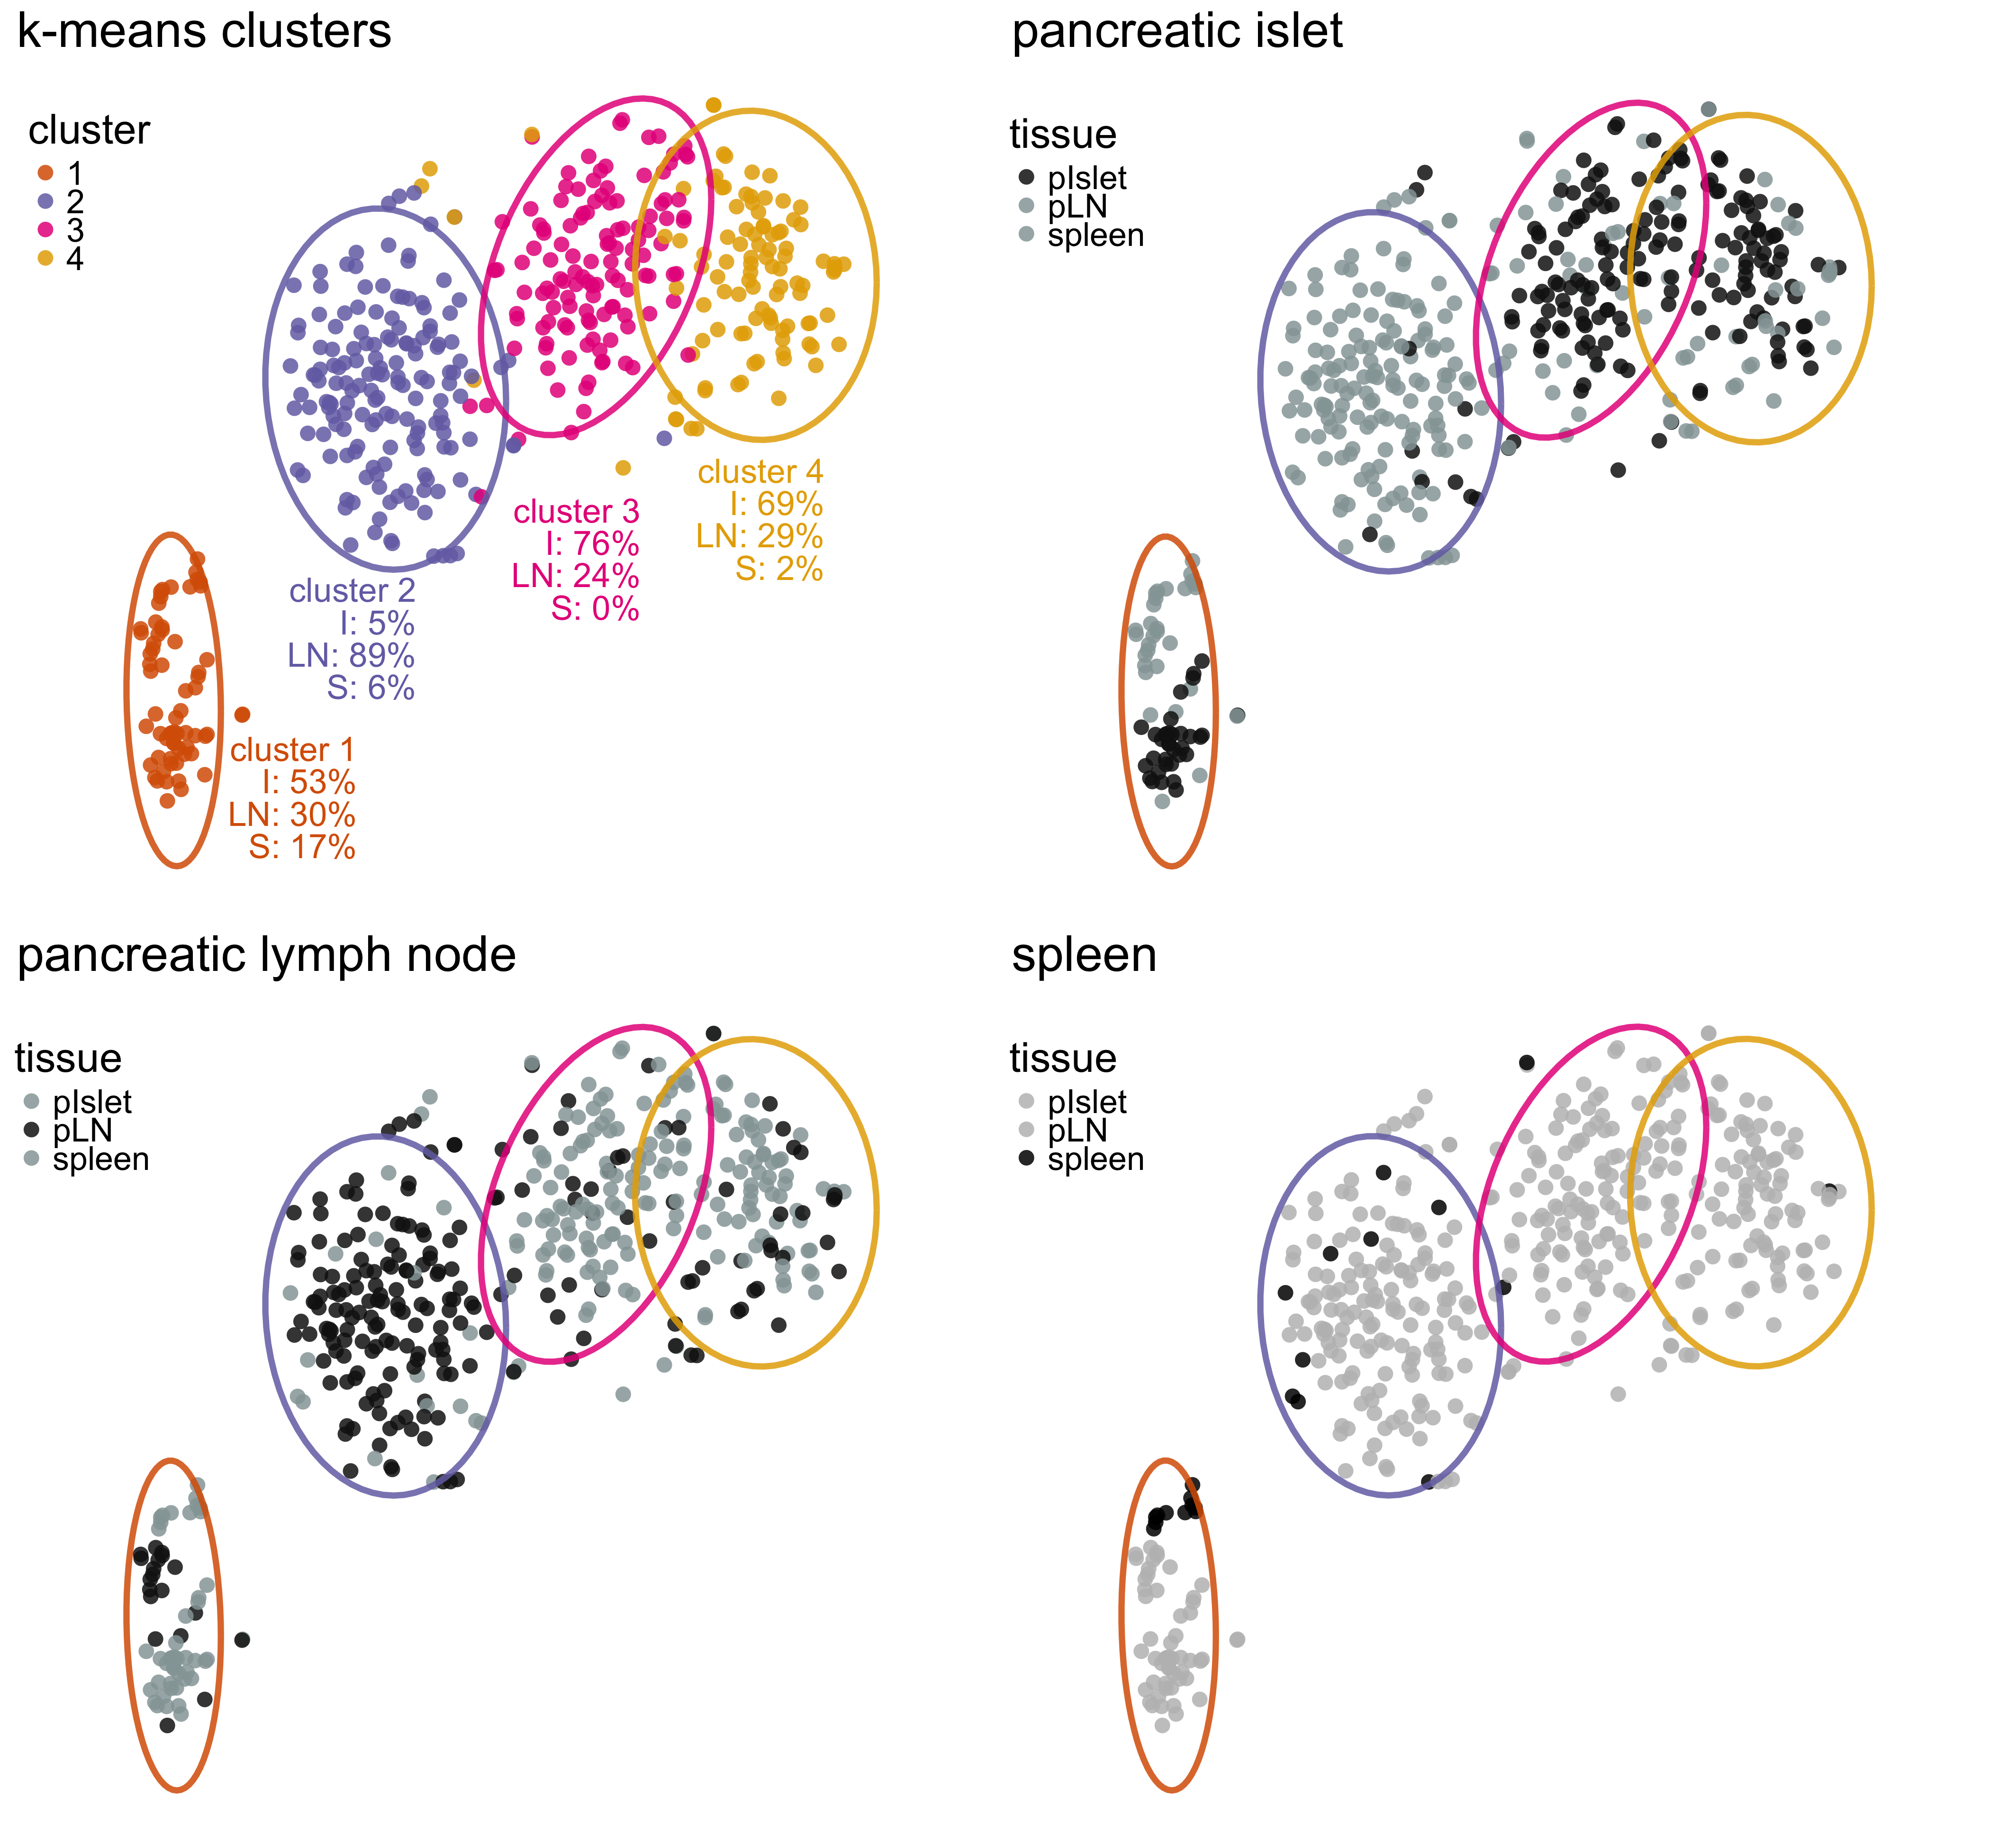 k-means clusters
cluster
1
2
3
4
cluster 4
I: 69%
LN: 29%
S: 2%
cluster 3
I: 76%
LN: 24%
S: 0%
cluster 2
I: 5%
LN: 89%
S: 6%
cluster 1
I: 53%
LN: 30%
S: 17%
pancreatic islet
tissue
pIslet
pLN
spleen
pancreatic lymph node
tissue
pIslet
pLN
spleen
spleen
tissue
pIslet
pLN
spleen